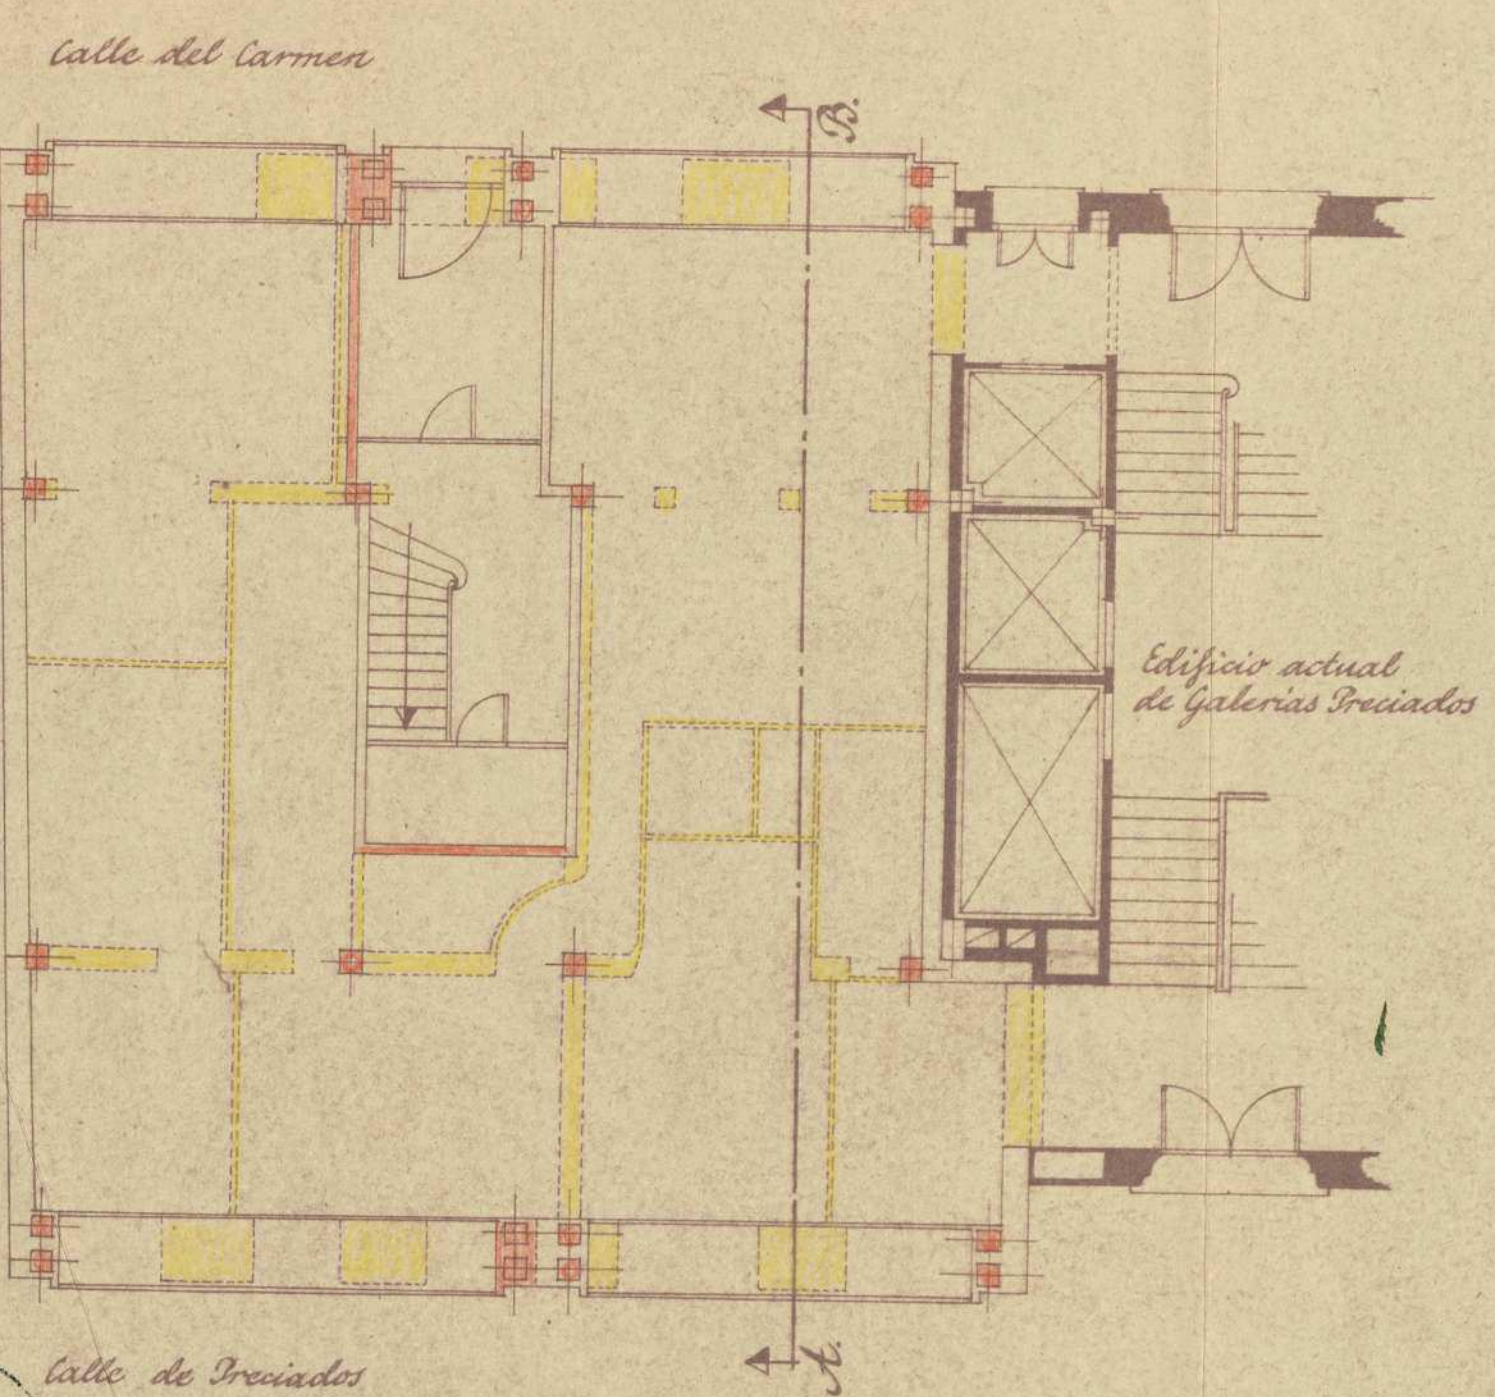 Calle del Carmen
B.
Edificio actual
de Galerías Preciados
A.
Calle de Preciados